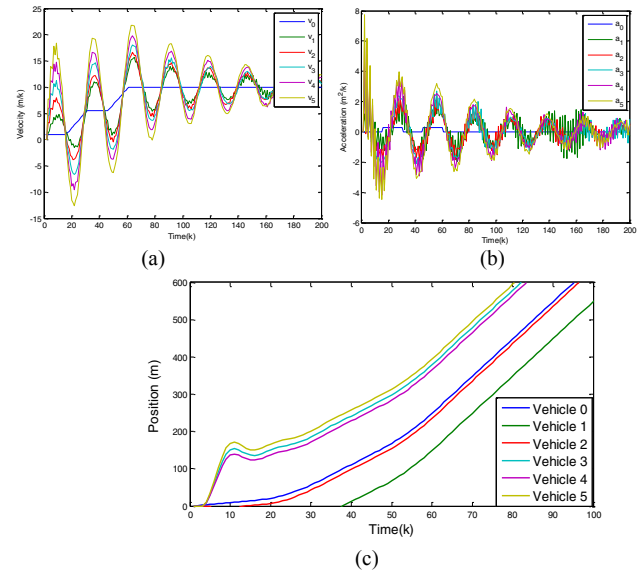 25
20
15
10
5
0
-5
-10
-15
0 20 40 60 80 100 120 140 160 180 200
Velocity (m/k)
Time(k)
v0
v1
v2
v3
v4
v5
(a)
8
6
4
2
0
-2
-4
-6
0 20 40 60 80 100 120 140 160 180 200
Acceleration (m²/k)
Time(k)
a0
a1
a2
a3
a4
a5
(b)
600
500
400
300
200
100
0
0 10 20 30 40 50 60 70 80 90 100
Position (m)
Time(k)
Vehicle 0
Vehicle 1
Vehicle 2
Vehicle 3
Vehicle 4
Vehicle 5
(c)